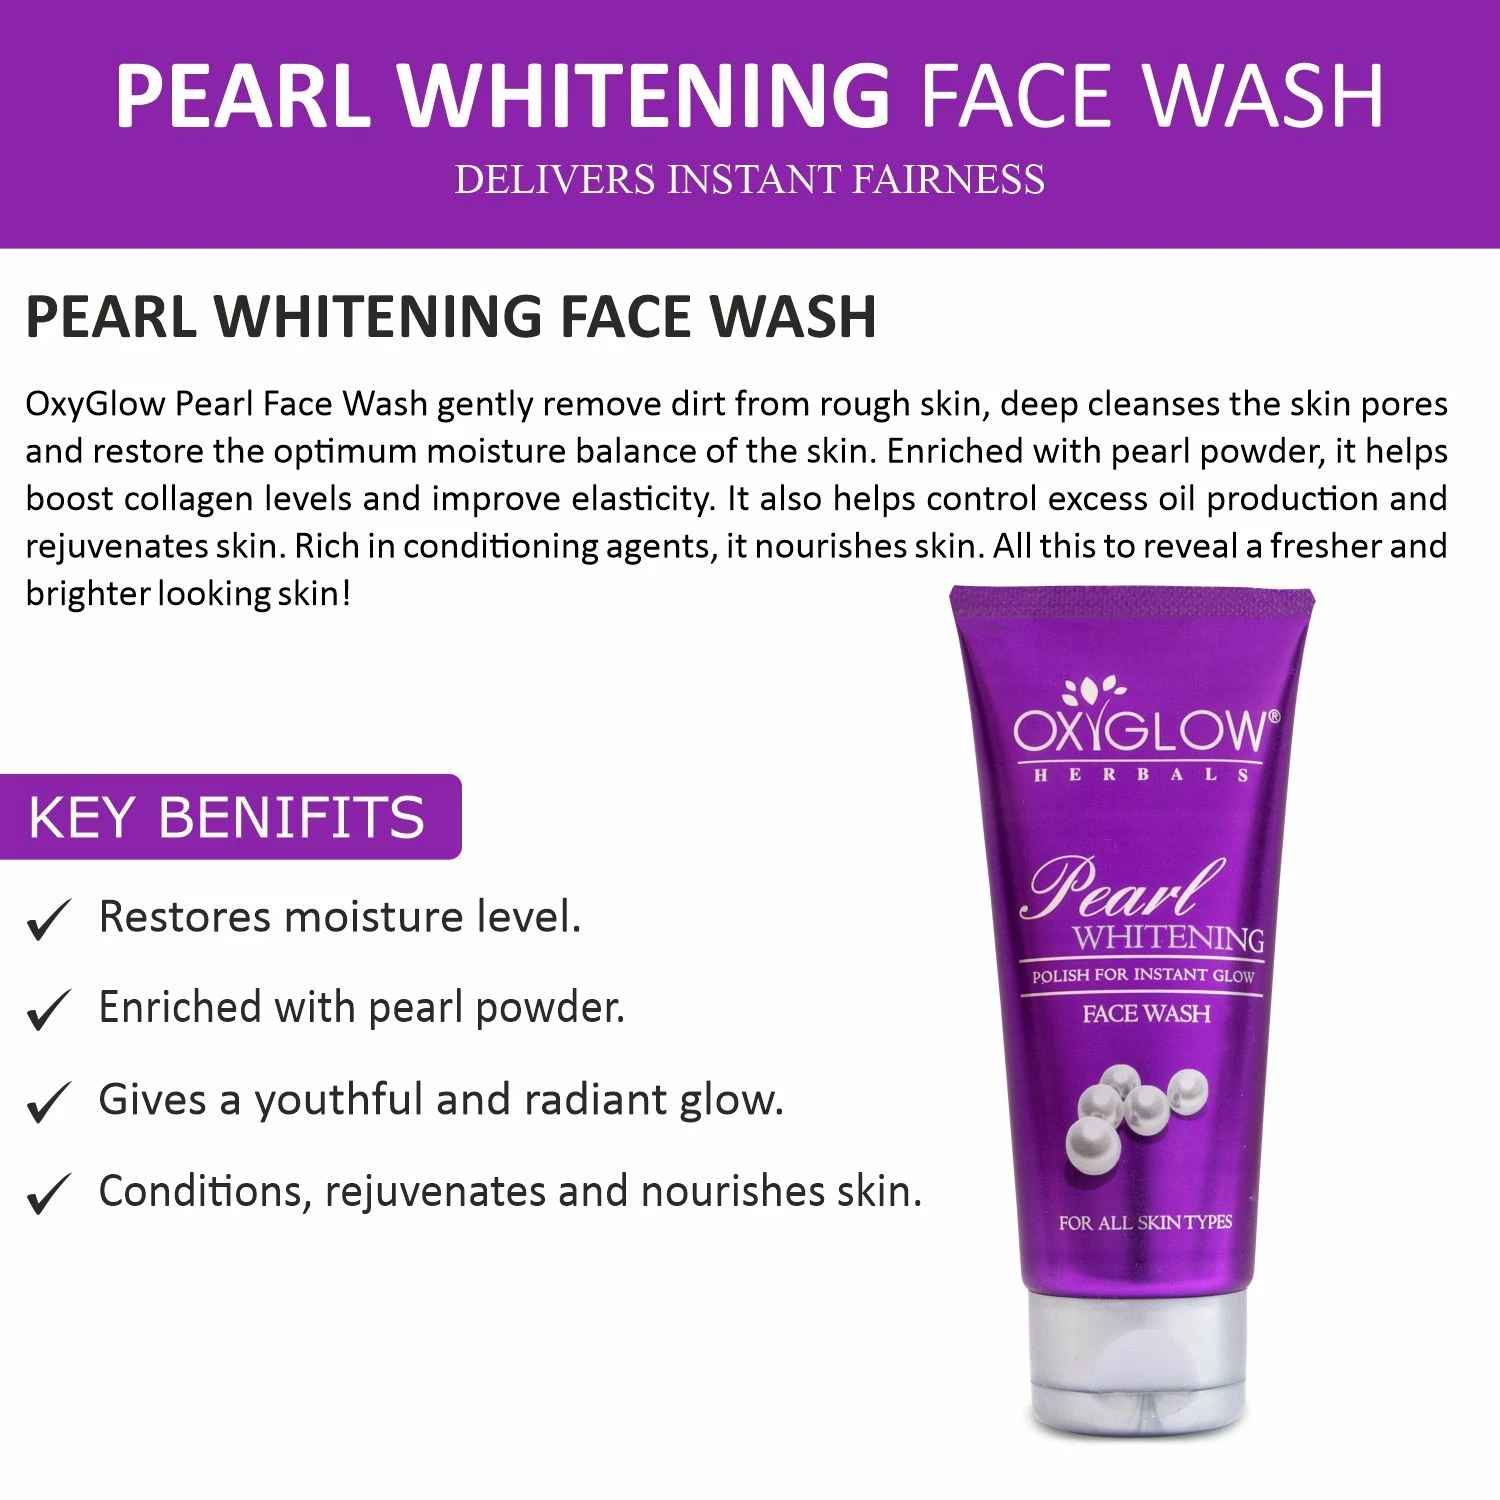 PEARL WHITENING FACE WASH
DELIVERS INSTANT FAIRNESS
PEARL WHITENING FACE WASH
OxyGlow Pearl Face Wash gently remove dirt from rough skin, deep cleanses the skin pores
and restore the optimum moisture balance of the skin. Enriched with pearl powder, it helps
boost collagen levels and improve elasticity. It also helps control excess oil production and
rejuvenates skin. Rich in conditioning agents, it nourishes skin. All this to reveal a fresher and
brighter looking skin!
KEY BENIFITS
✓ Restores moisture level.
✓ Enriched with pearl powder.
✓ Gives a youthful and radiant glow.
✓ Conditions, rejuvenates and nourishes skin.
OXYGLOW®
HERBALS
Pearl
WHITENING
POLISH FOR INSTANT GLOW
FACE WASH
FOR ALL SKIN TYPES